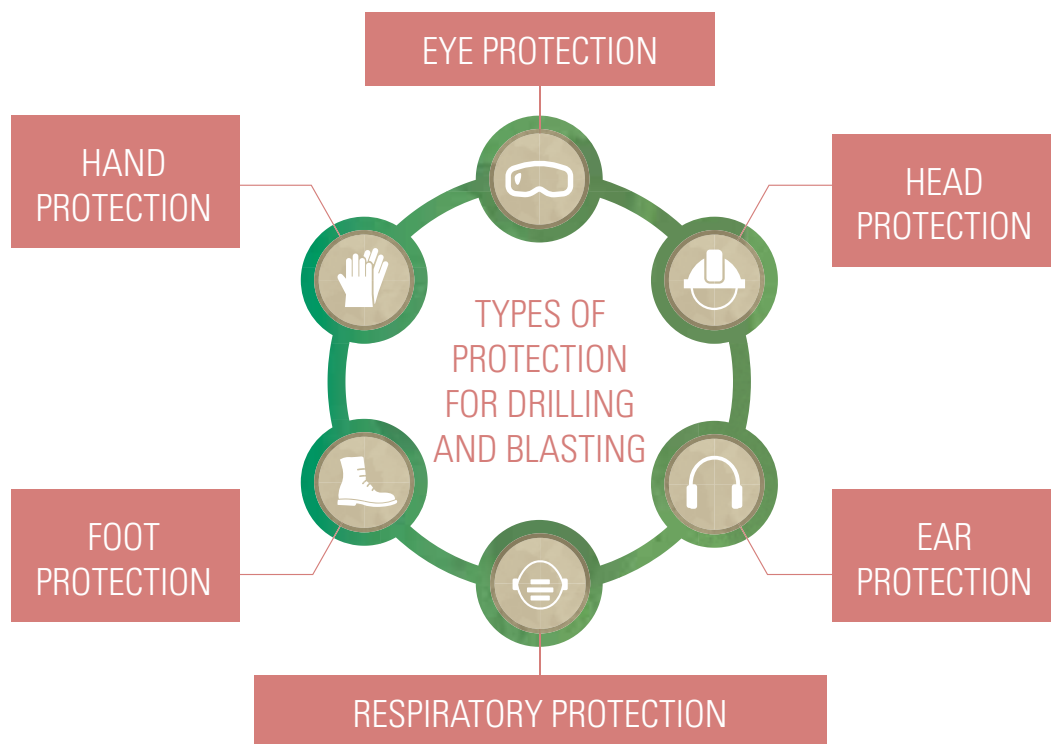 EYE PROTECTION
HAND
PROTECTION
HEAD
PROTECTION
TYPES OF
PROTECTION
FOR DRILLING
AND BLASTING
FOOT
PROTECTION
EAR
PROTECTION
RESPIRATORY PROTECTION